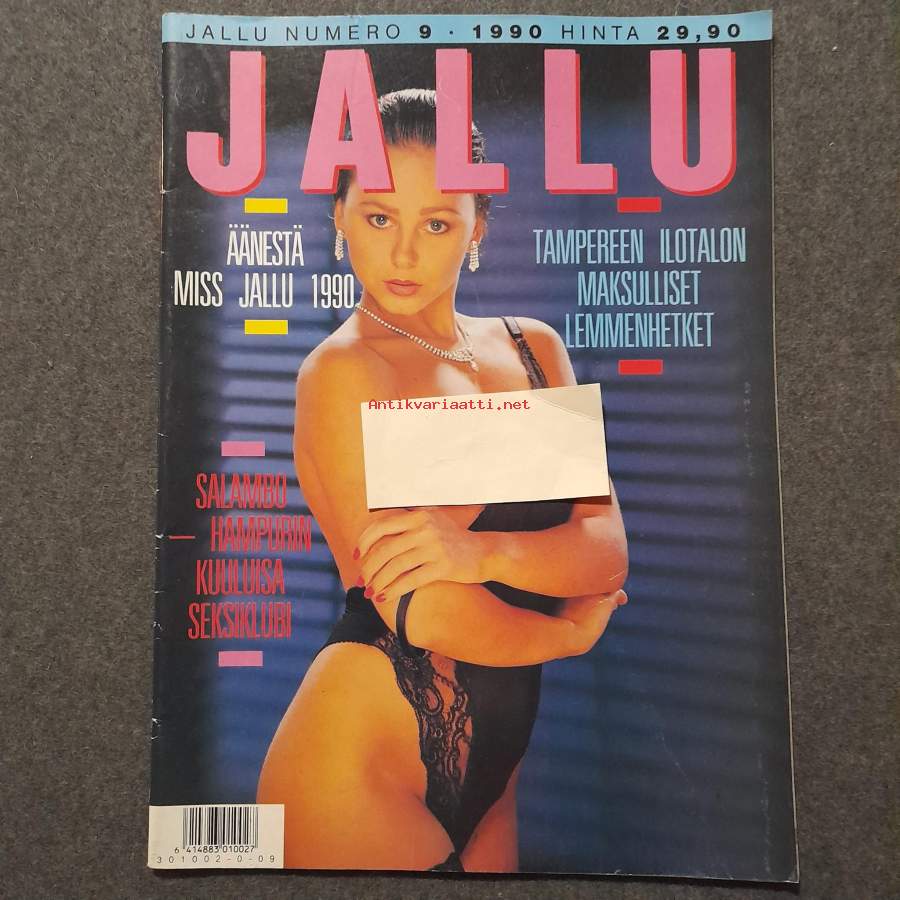 JALLU NUMERO 9 · 1990 HINTA 29,90
JALLU
ÄÄNESTÄ
MISS JALLU 1990
TAMPEREEN ILOTALON
MAKSULLISET
LEMMENHETKET
Antikvariaatti.net
SALAMBO
— HAMPURIN
KUULUISA
SEKSIKLUBI
6 414883 010027
301002-0-09